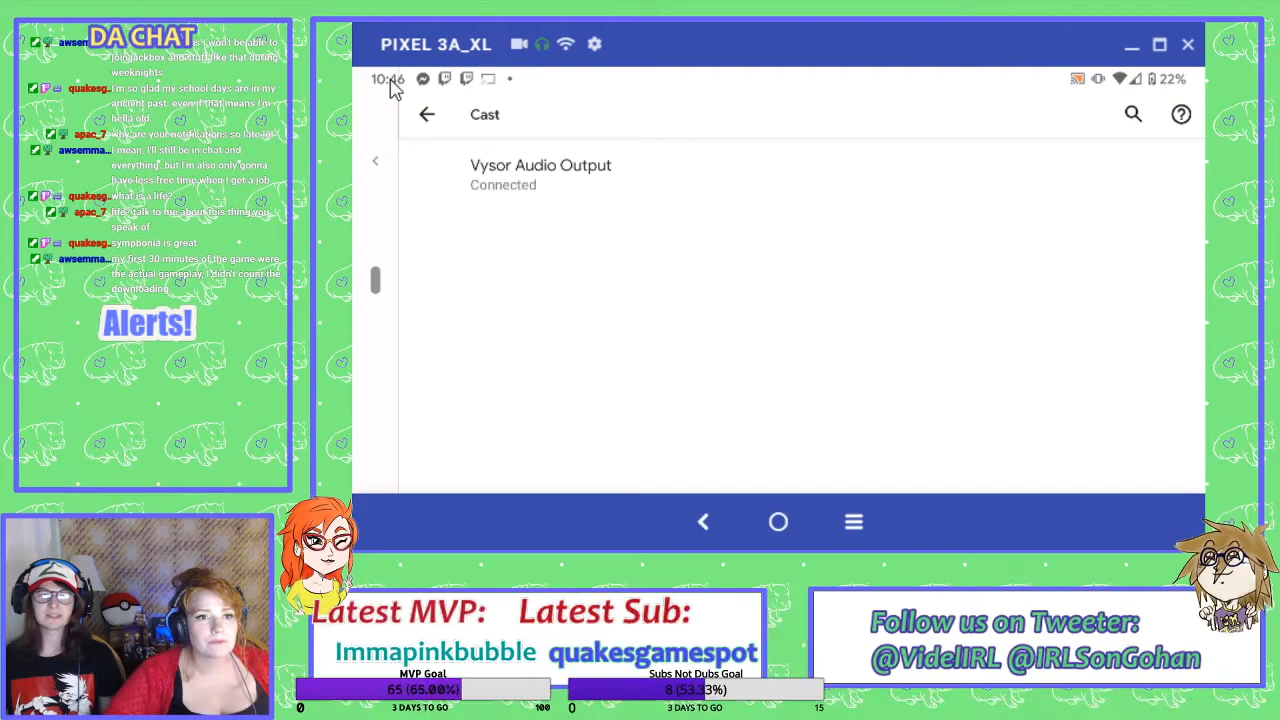 DA CHAT
awsem
I won't be able to
join jackbox and stuff like that during
weeknights
quakesg.. I'm so glad my school days are in my
ancient past. even if that means I'm
hella old.
apac_7 why are your notifications so late lol
awsemma... I mean, I'll still be in chat and
everything. but I'm also only gonna
have less free time when I get a job
quakesg.. what is a life?
apac_7 life? talk to me about this thing you
speak of .
quakesg.. symphonia is great
awsemma... my first 30 minutes of the game were
the actual gameplay, I didn't count the
downloading
Alerts!
PIXEL 3A_XL
10:46
22%
Cast
Vysor Audio Output
Connected
Latest MVP: Latest Sub:
Immapinkbubble quakesgamespot
MVP Goal
65 (65.00%)
0 3 DAYS TO GO 100
Subs Not Dubs Goal
8 (53.33%)
0 3 DAYS TO GO 15
Follow us on Tweeter:
@VidelIRL @IRLSonGohan